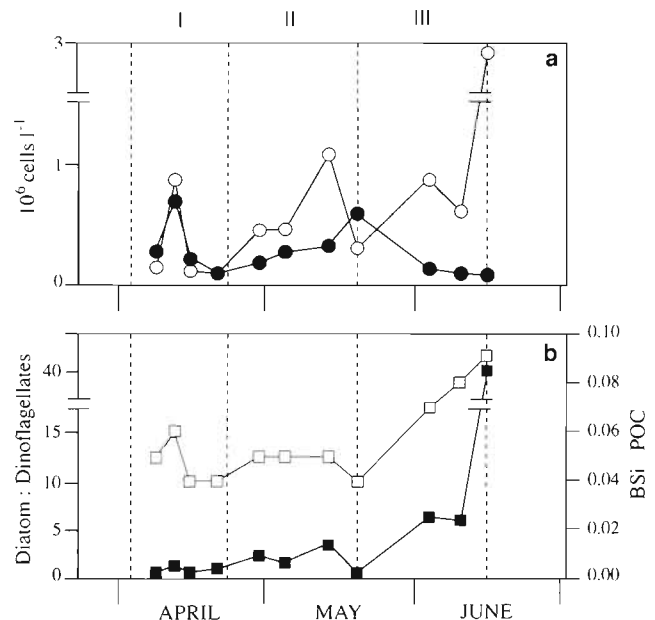 I II III
3
a
1
0
10⁶ cells l⁻¹
b
40
15
10
5
0
Diatom : Dinoflagellates
0.10
0.08
0.06
0.04
0.02
0.00
BSi POC
APRIL MAY JUNE